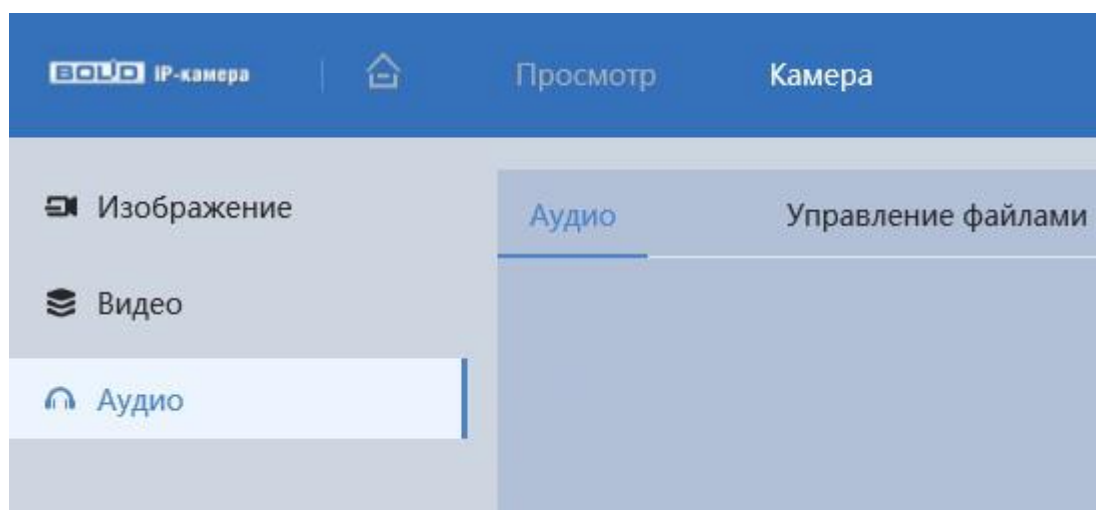 BOLID IP-камера
Просмотр
Камера
Изображение
Видео
Аудио
Аудио
Управление файлами